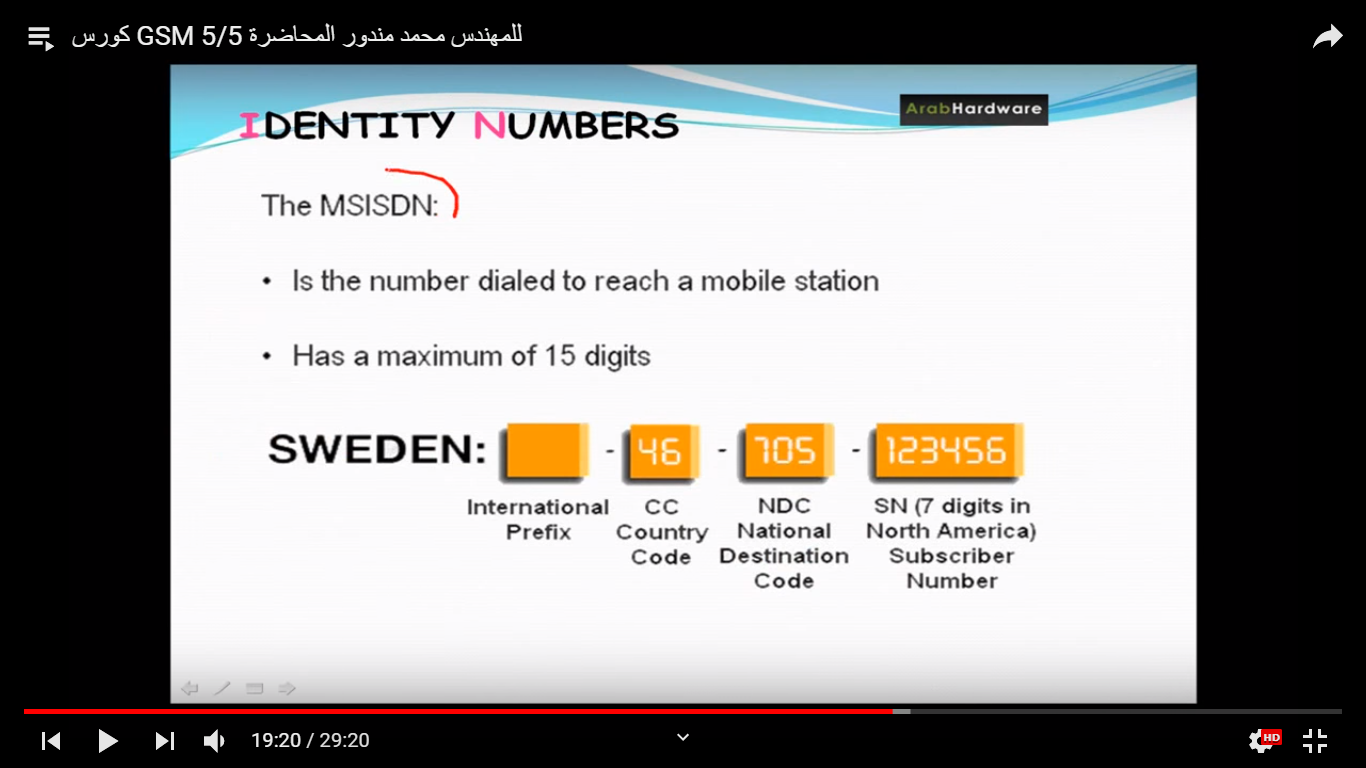 كورس GSM 5/5 للمهندس محمد مندور المحاضرة
IDENTITY NUMBERS
ArabHardware
The MSISDN:
• Is the number dialed to reach a mobile station
• Has a maximum of 15 digits
SWEDEN: - 46 - 705 - 123456
International Prefix
CC Country Code
NDC National Destination Code
SN (7 digits in North America) Subscriber Number
19:20 / 29:20
HD